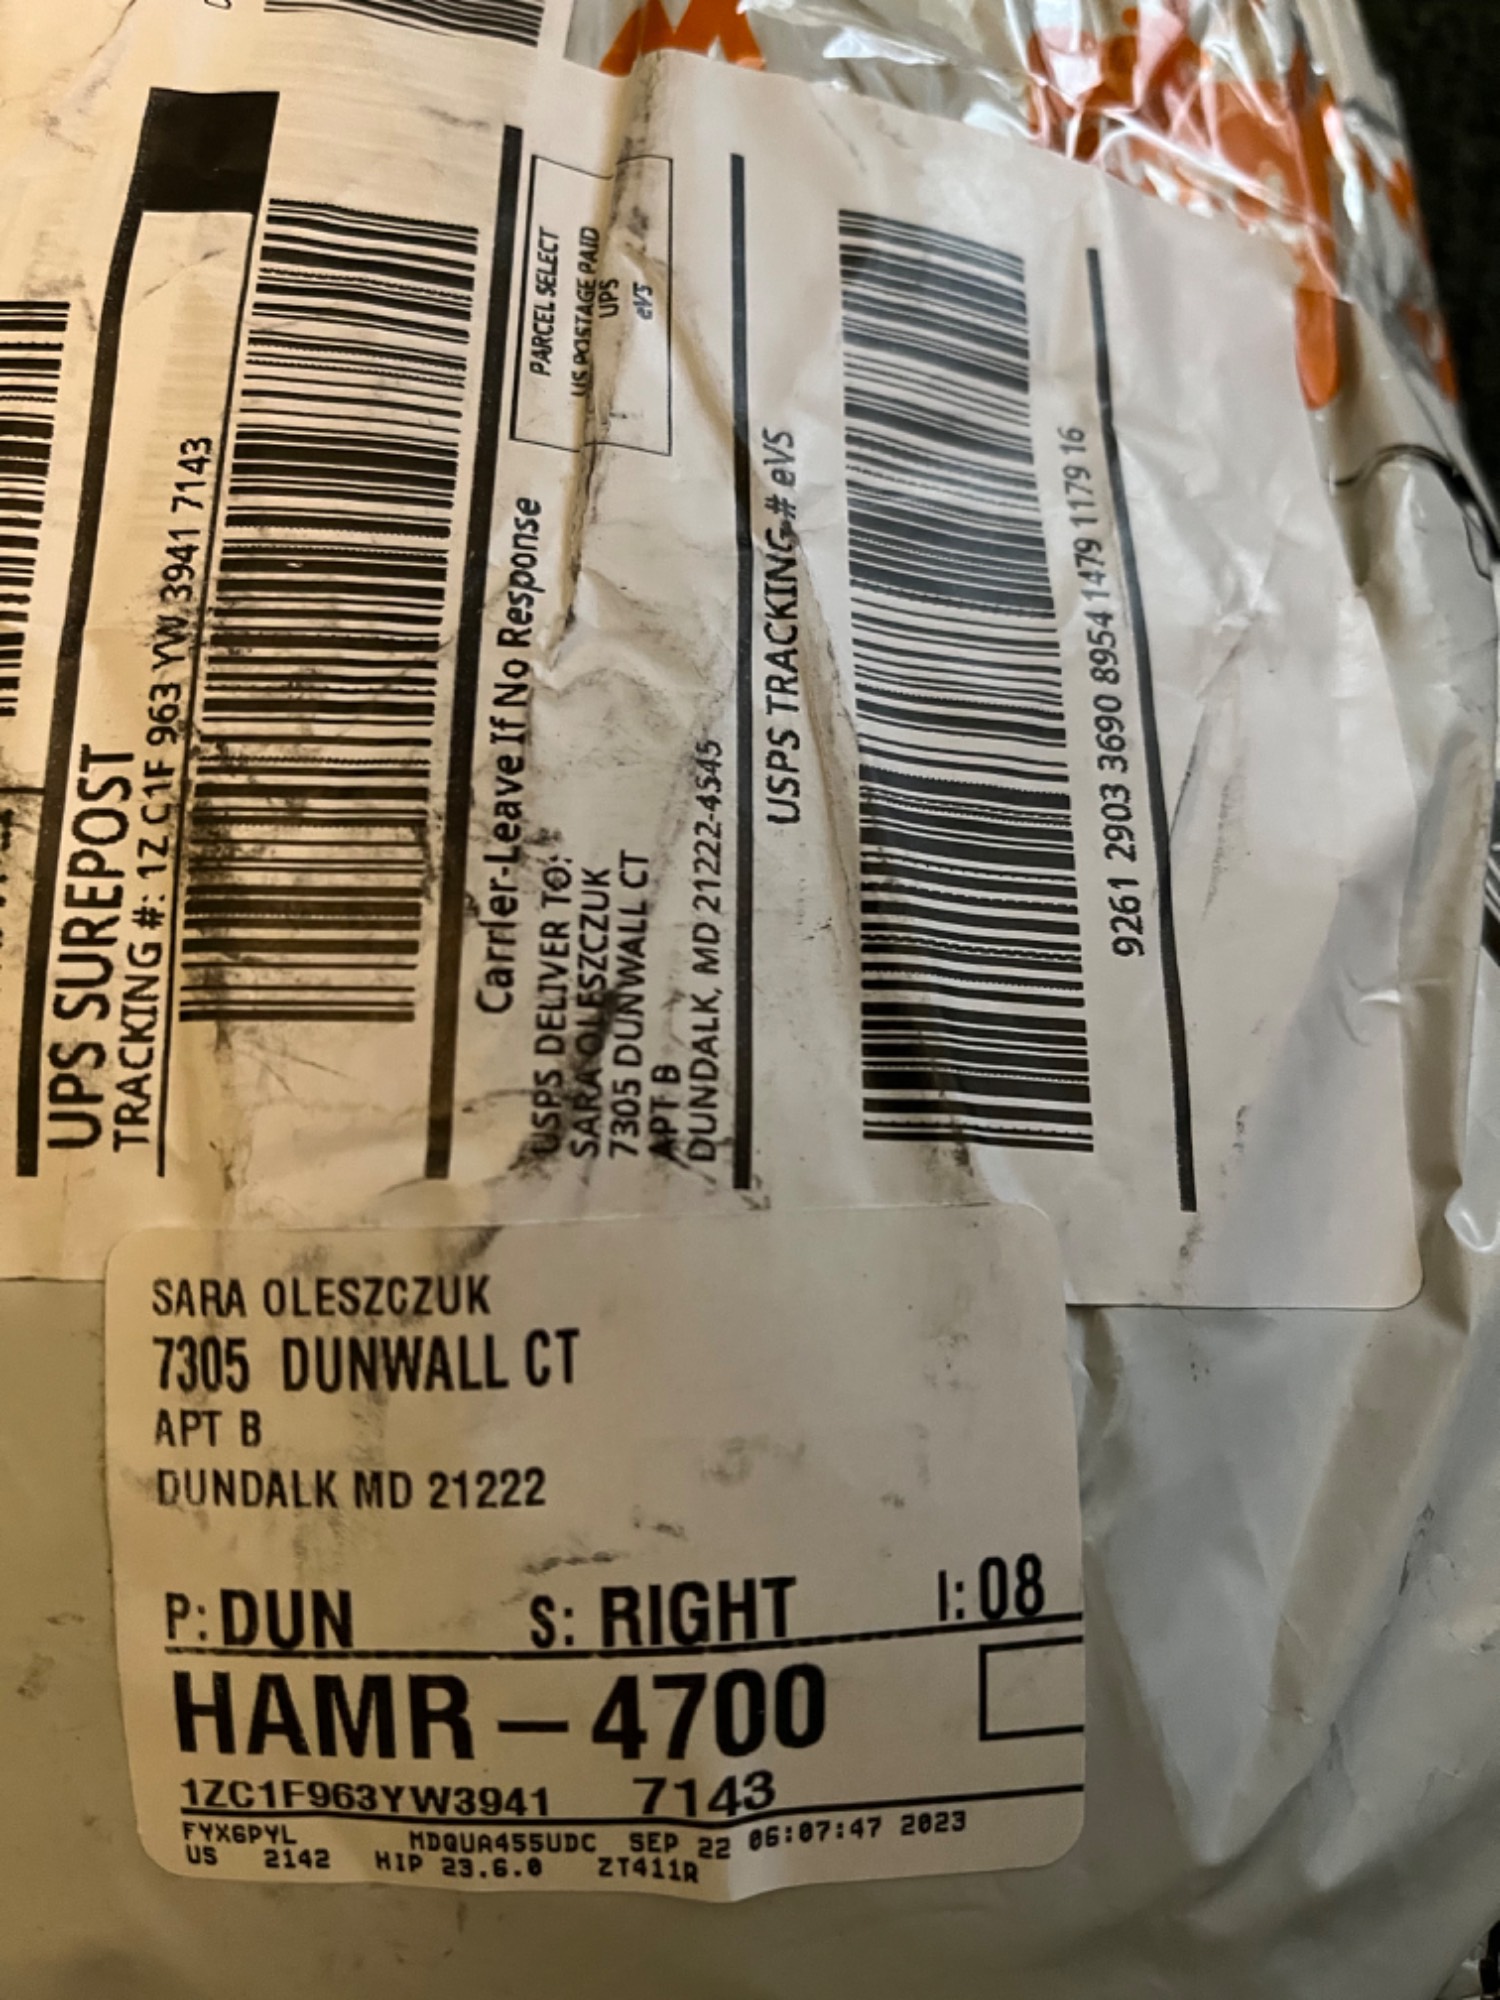 UPS SUREPOST
TRACKING #: 1Z C1F 963 YW 3941 7143
Carrier-Leave If No Response
PARCEL SELECT
US POSTAGE PAID
UPS
eVS
USPS DELIVER TO:
SARA OLESZCZUK
7305 DUNWALL CT
APT B
DUNDALK, MD 21222-4545
USPS TRACKING # eVS
9261 2903 3690 8954 1479 1179 16
SARA OLESZCZUK
7305 DUNWALL CT
APT B
DUNDALK MD 21222
P: DUN S: RIGHT I: 08
HAMR – 4700
1ZC1F963YW3941 7143
FYX6PYL MDQUA455UDC SEP 22 06:07:47 2023
US 2142 HIP 23.6.0 ZT411R